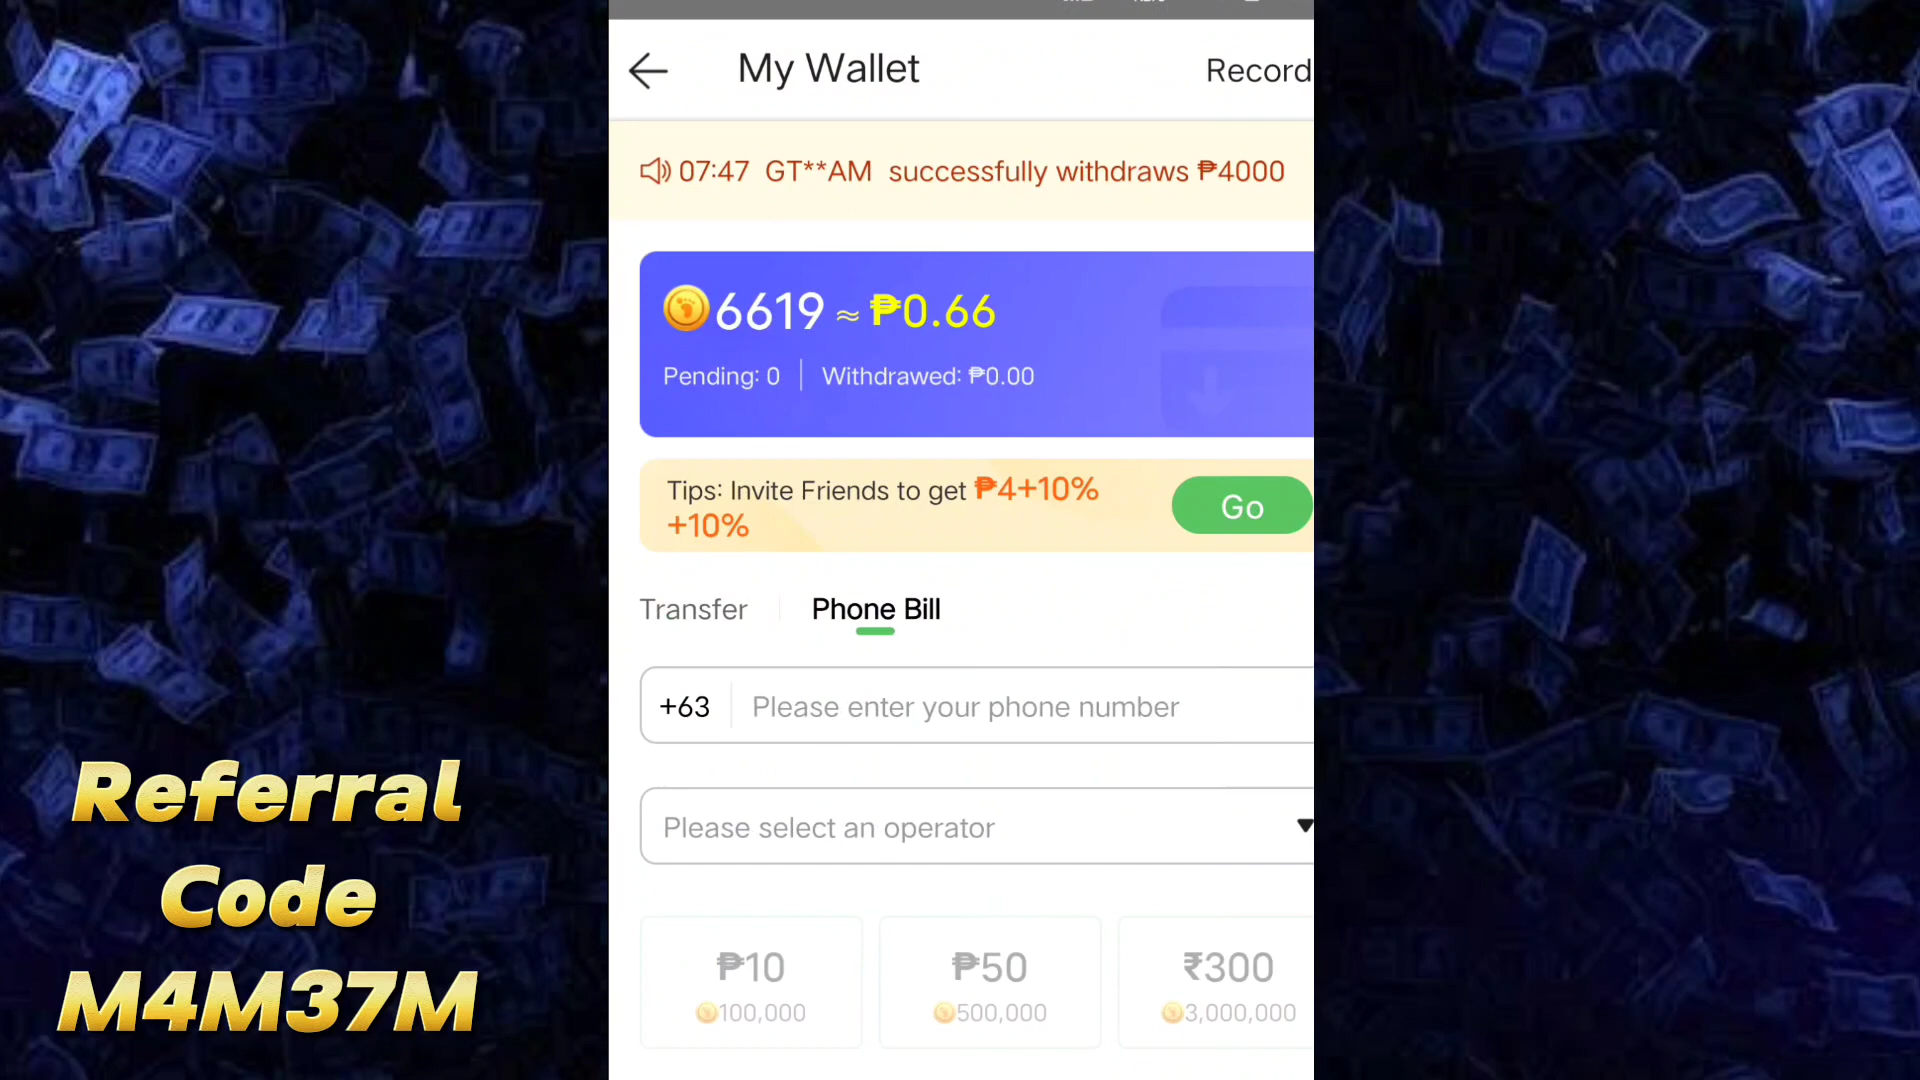 My Wallet
Record
07:47 GT**AM successfully withdraws ₱4000
6619 ≈ ₱0.66
Pending: 0 | Withdrawed: ₱0.00
Tips: Invite Friends to get ₱4+10%
+10%
Go
Transfer
Phone Bill
+63 Please enter your phone number
Please select an operator
₱10
100,000
₱50
500,000
₹300
3,000,000
Referral
Code
M4M37M